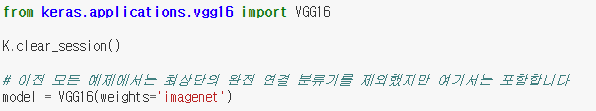 from keras.applications.vgg16 import VGG16
K.clear_session()
# 이전 모든 예제에서는 최상단의 완전 연결 분류기를 제외했지만 여기서는 포함합니다
model = VGG16(weights='imagenet')